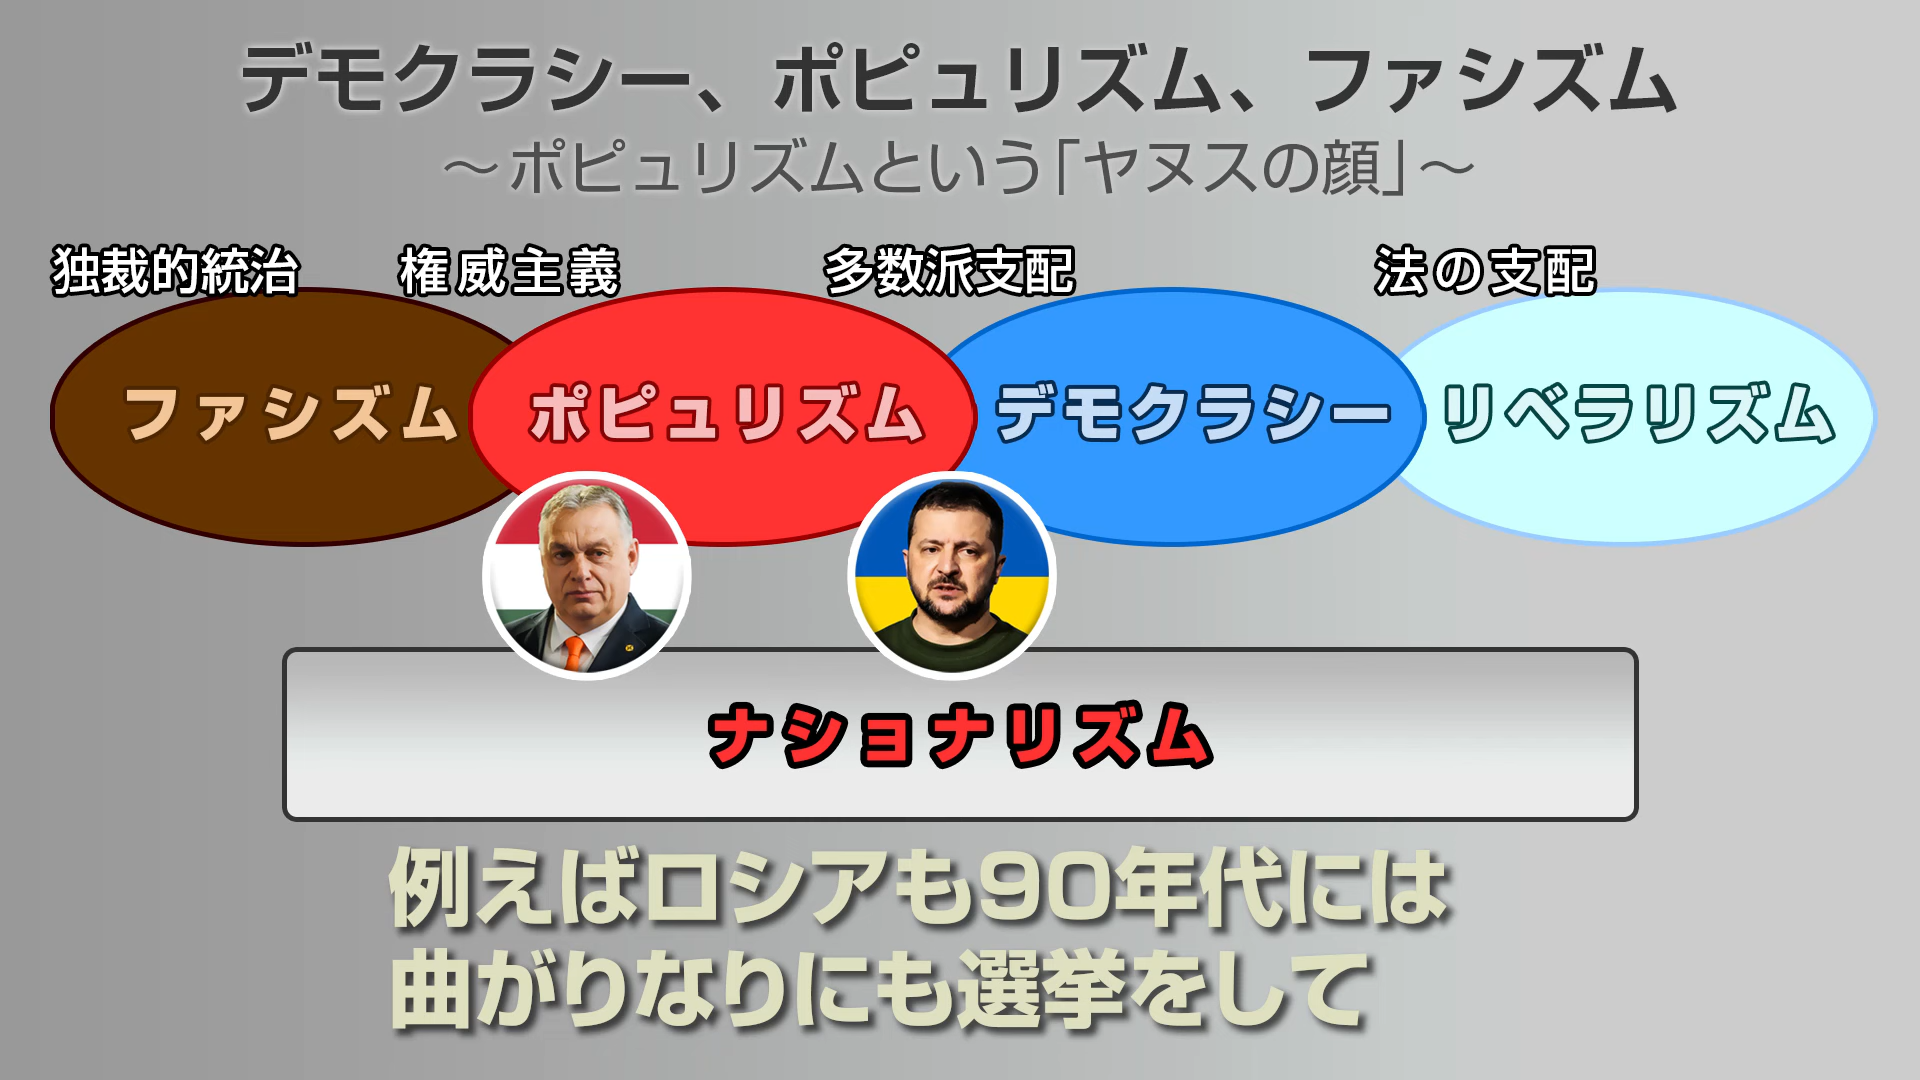 デモクラシー、ポピュリズム、ファシズム
～ポピュリズムという「ヤヌスの顔」～
独裁的統治
権威主義
多数派支配
法の支配
ファシズム
ポピュリズム
デモクラシー
リベラリズム
ナショナリズム
例えばロシアも90年代には
曲がりなりにも選挙をして